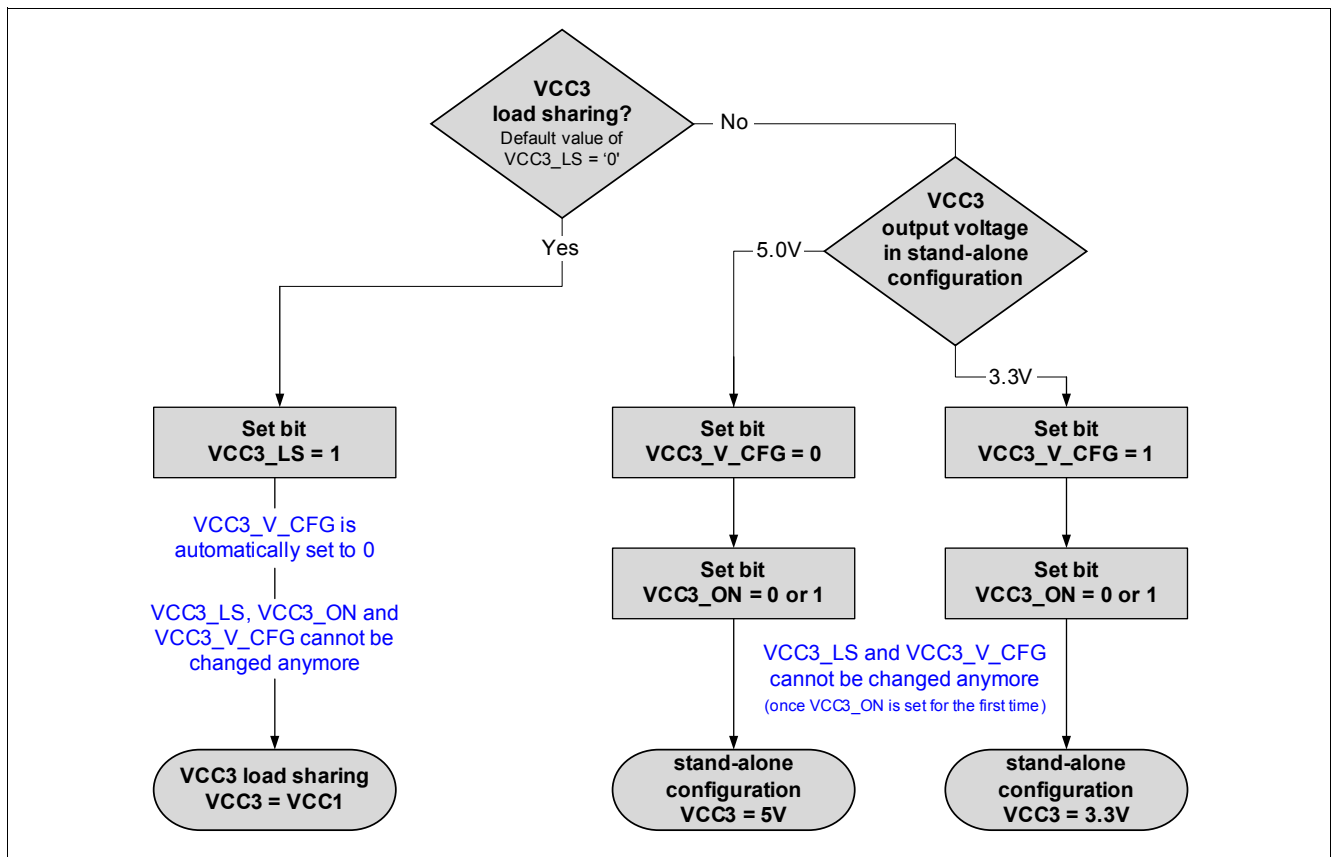 VCC3
load sharing?
Default value of
VCC3_LS = ‘0'
No
Yes
VCC3
output voltage
in stand-alone
configuration
5.0V
3.3V
Set bit
VCC3_LS = 1
VCC3_V_CFG is
automatically set to 0
VCC3_LS, VCC3_ON and
VCC3_V_CFG cannot be
changed anymore
VCC3 load sharing
VCC3 = VCC1
Set bit
VCC3_V_CFG = 0
Set bit
VCC3_ON = 0 or 1
Set bit
VCC3_V_CFG = 1
Set bit
VCC3_ON = 0 or 1
VCC3_LS and VCC3_V_CFG
cannot be changed anymore
(once VCC3_ON is set for the first time)
stand-alone
configuration
VCC3 = 5V
stand-alone
configuration
VCC3 = 3.3V